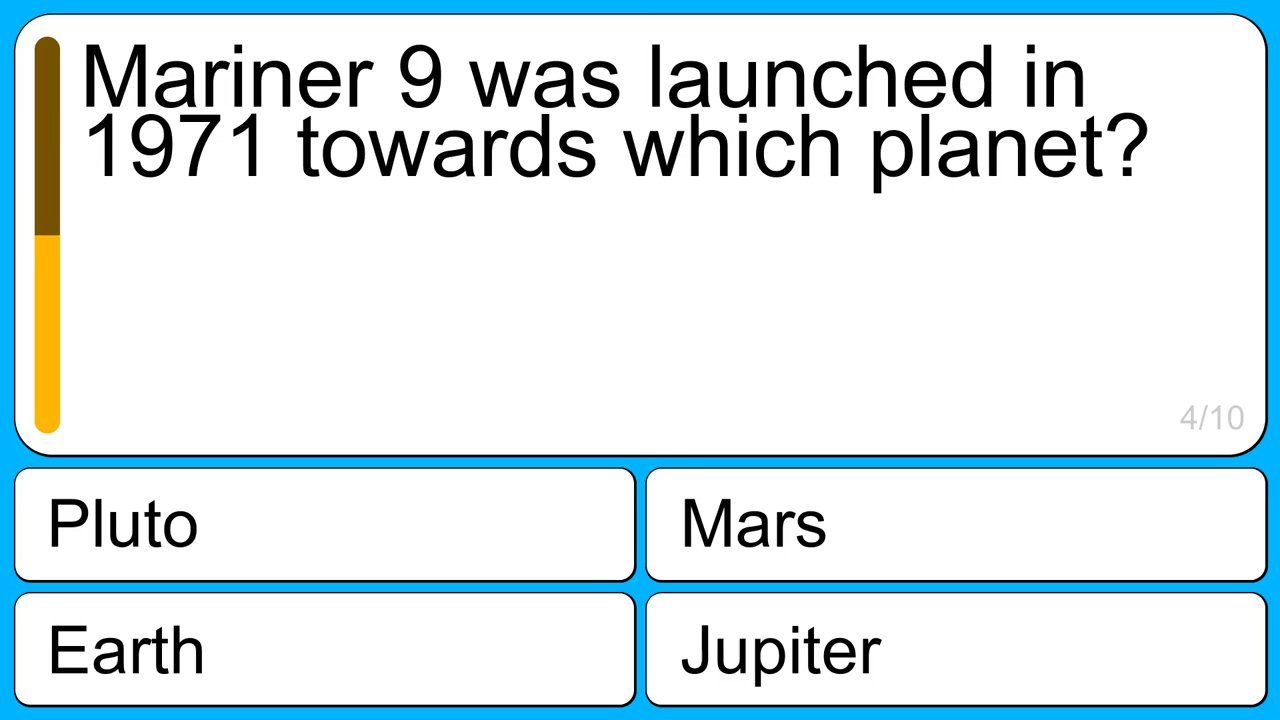 Mariner 9 was launched in
1971 towards which planet?
4/10
Pluto
Mars
Earth
Jupiter